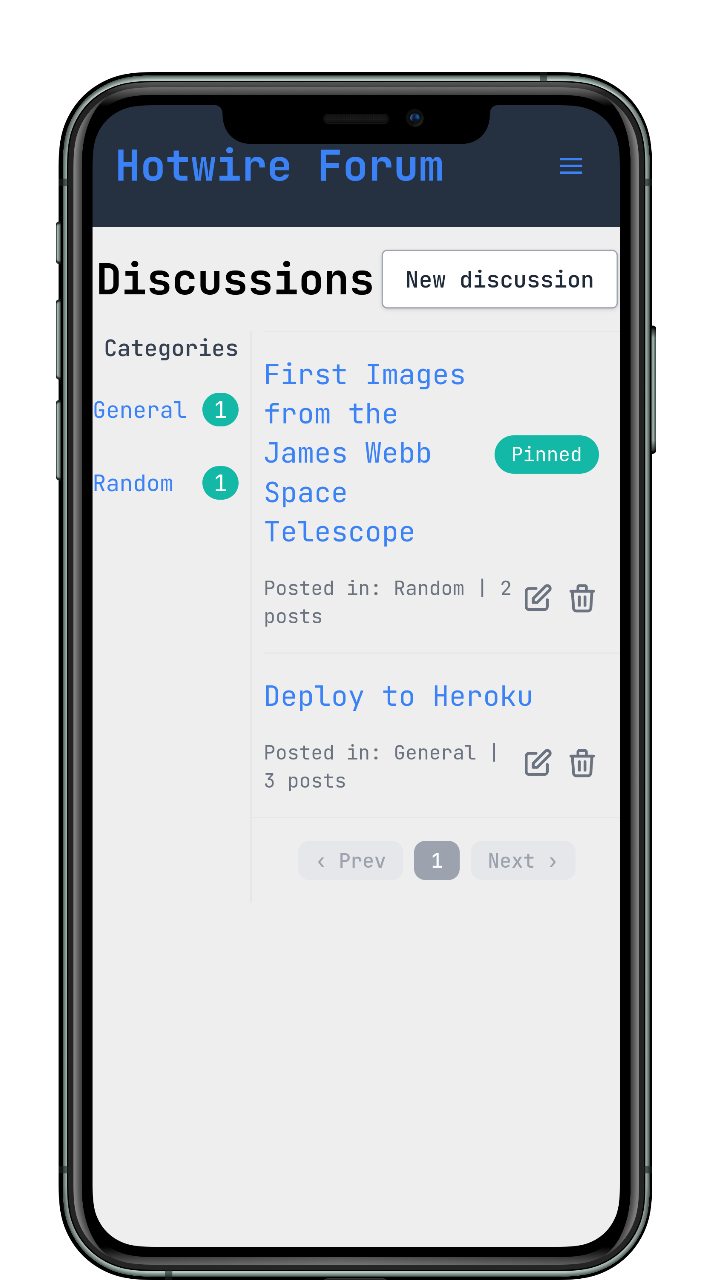 Hotwire Forum
Discussions
New discussion
Categories
General 1
Random 1
First Images
from the
James Webb
Space
Telescope
Pinned
Posted in: Random | 2
posts
Deploy to Heroku
Posted in: General |
3 posts
‹ Prev
1
Next ›